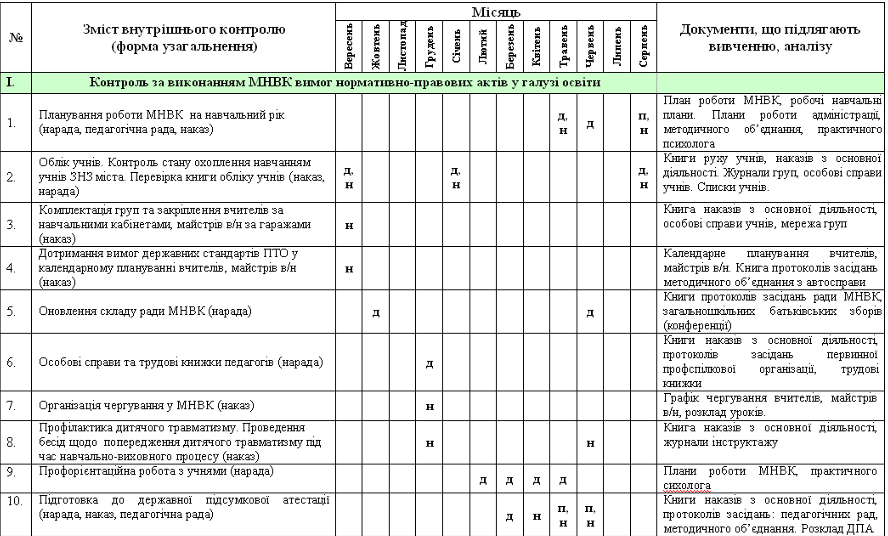 №
Зміст внутрішнього контролю
(форма узагальнення)
Місяць
Вересень
Жовтень
Листопад
Грудень
Січень
Лютий
Березень
Квітень
Травень
Червень
Липень
Серпень
Документи, що підлягають
вивченню, аналізу
І.
Контроль за виконанням МНВК вимог нормативно-правових актів у галузі освіти
1.
Планування роботи МНВК на навчальний рік
(нарада, педагогічна рада, наказ)
д,
н
д
п,
н
План роботи МНВК, робочі навчальні
плани. Плани роботи адміністрації,
методичного об’єднання, практичного
психолога
2.
Облік учнів. Контроль стану охоплення навчанням
учнів ЗНЗ міста. Перевірка книги обліку учнів (наказ,
нарада)
д,
н
д,
н
д,
н
Книги руху учнів, наказів з основної
діяльності. Журнали груп, особові справи
учнів. Списки учнів.
3.
Комплектація груп та закріплення вчителів за
навчальними кабінетами, майстрів в/н за гаражами
(наказ)
н
Книга наказів з основної діяльності,
особові справи учнів, мережа груп
4.
Дотримання вимог державних стандартів ПТО у
календарному плануванні вчителів, майстрів в/н
(наказ)
н
Календарне планування вчителів,
майстрів в/н. Книга протоколів засідань
методичного об’єднання з автосправи
5.
Оновлення складу ради МНВК (нарада)
д
д
Книги протоколів засідань ради МНВК,
загальношкільних батьківських зборів
(конференції)
6.
Особові справи та трудові книжки педагогів (нарада)
д
Книги наказів з основної діяльності,
протоколів засідань первинної
профспілкової організації, трудові
книжки
7.
Організація чергування у МНВК (наказ)
н
Графік чергування вчителів, майстрів
в/н, розклад уроків.
8.
Профілактика дитячого травматизму. Проведення
бесід щодо попередження дитячого травматизму під
час навчально-виховного процесу (наказ)
н
н
Книга наказів з основної діяльності,
журнали інструктажу
9.
Профорієнтаційна робота з учнями (нарада)
д
д
д
д
Плани роботи МНВК, практичного
сихолога
10.
Підготовка до державної підсумкової атестації
(нарада, наказ, педагогічна рада)
д
н
п,
н
п,
н
Книги наказів з основної діяльності,
протоколів засідань: педагогічних рад,
методичного об’єднання. Розклад ДПА.